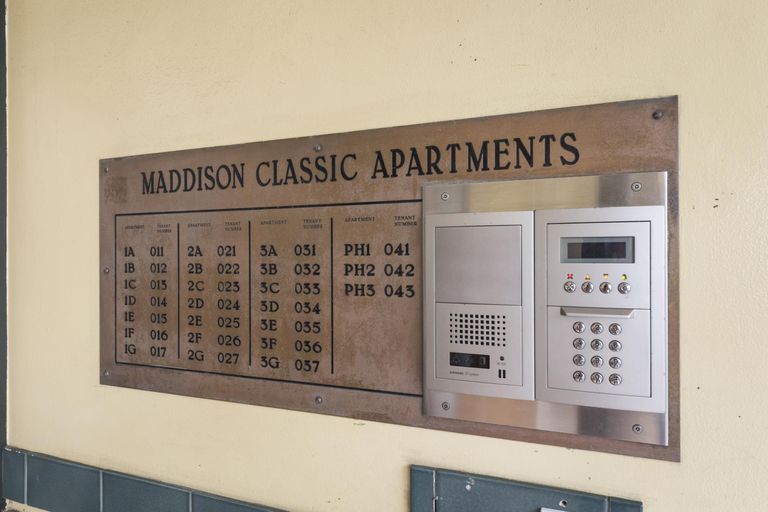 MADDISON CLASSIC APARTMENTS
APARTMENT TENANT NUMBER APARTMENT TENANT NUMBER APARTMENT TENANT NUMBER APARTMENT TENANT NUMBER
1A 011 2A 021 3A 031 PH1 041
1B 012 2B 022 3B 032 PH2 042
1C 013 2C 023 3C 033 PH3 043
1D 014 2D 024 3D 034
1E 015 2E 025 3E 035
1F 016 2F 026 3F 036
1G 017 2G 027 3G 037